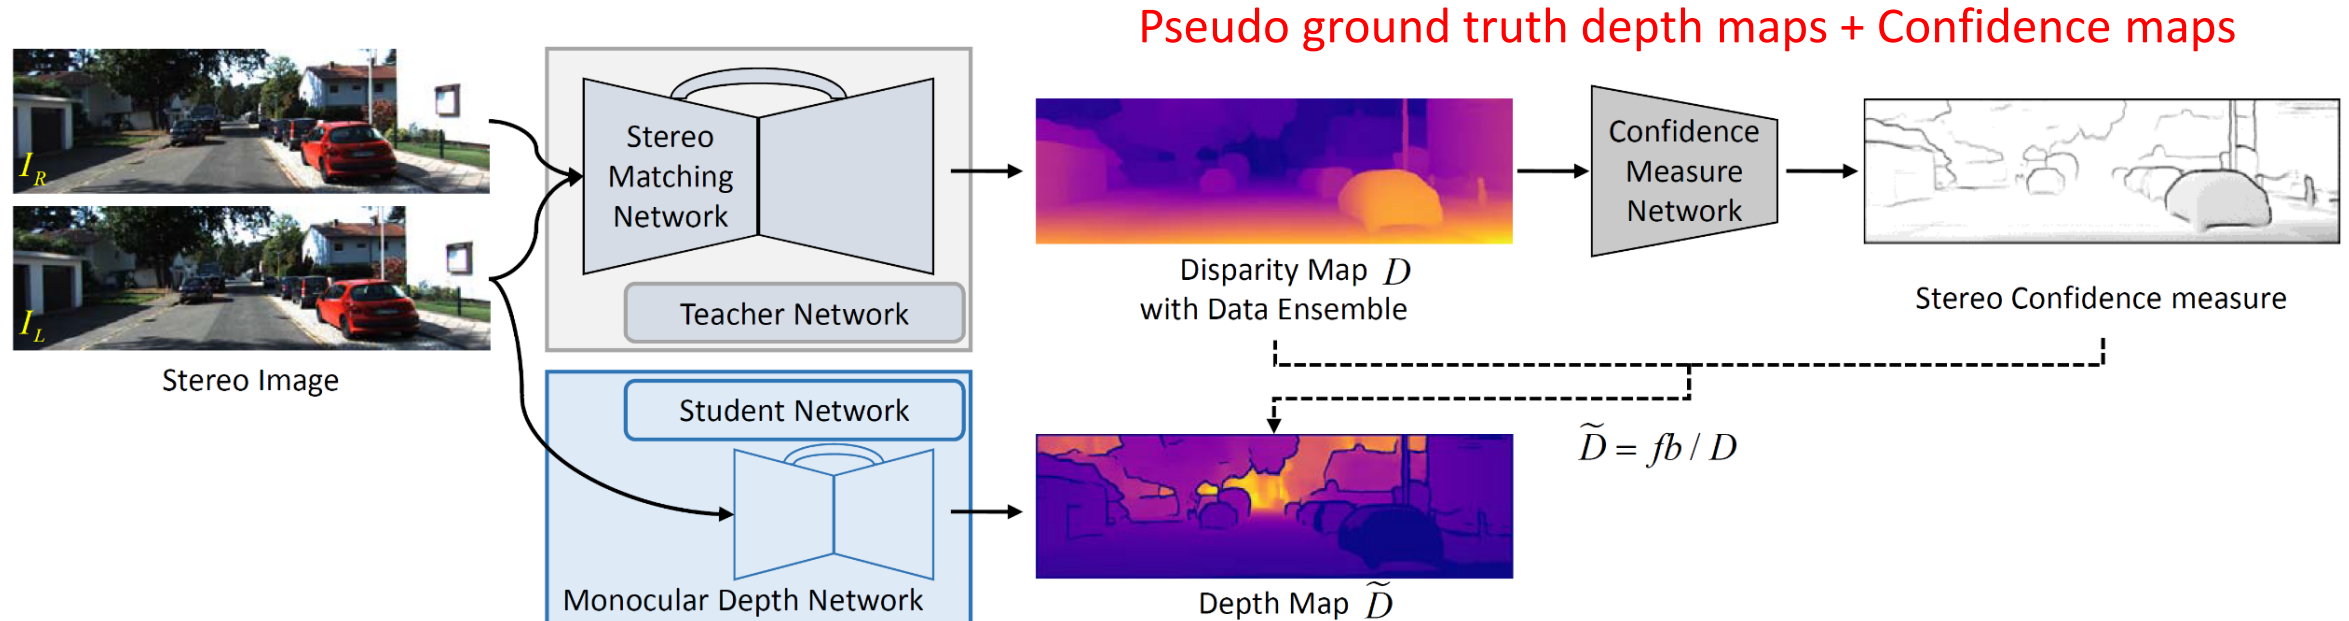 Pseudo ground truth depth maps + Confidence maps
I_R
I_L
Stereo Image
Stereo
Matching
Network
Teacher Network
Student Network
Monocular Depth Network
Disparity Map D
with Data Ensemble
Confidence
Measure
Network
Stereo Confidence measure
D̃ = fb / D
Depth Map D̃